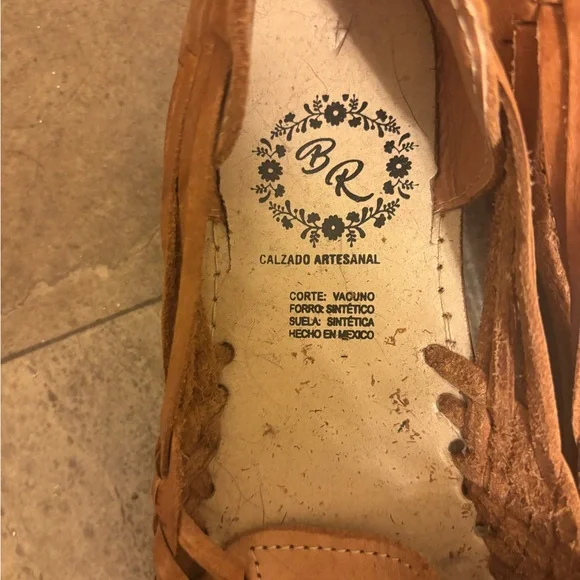 BR
CALZADO ARTESANAL
CORTE: VACUNO
FORRO: SINTÉTICO
SUELA: SINTÉTICA
HECHO EN MEXICO